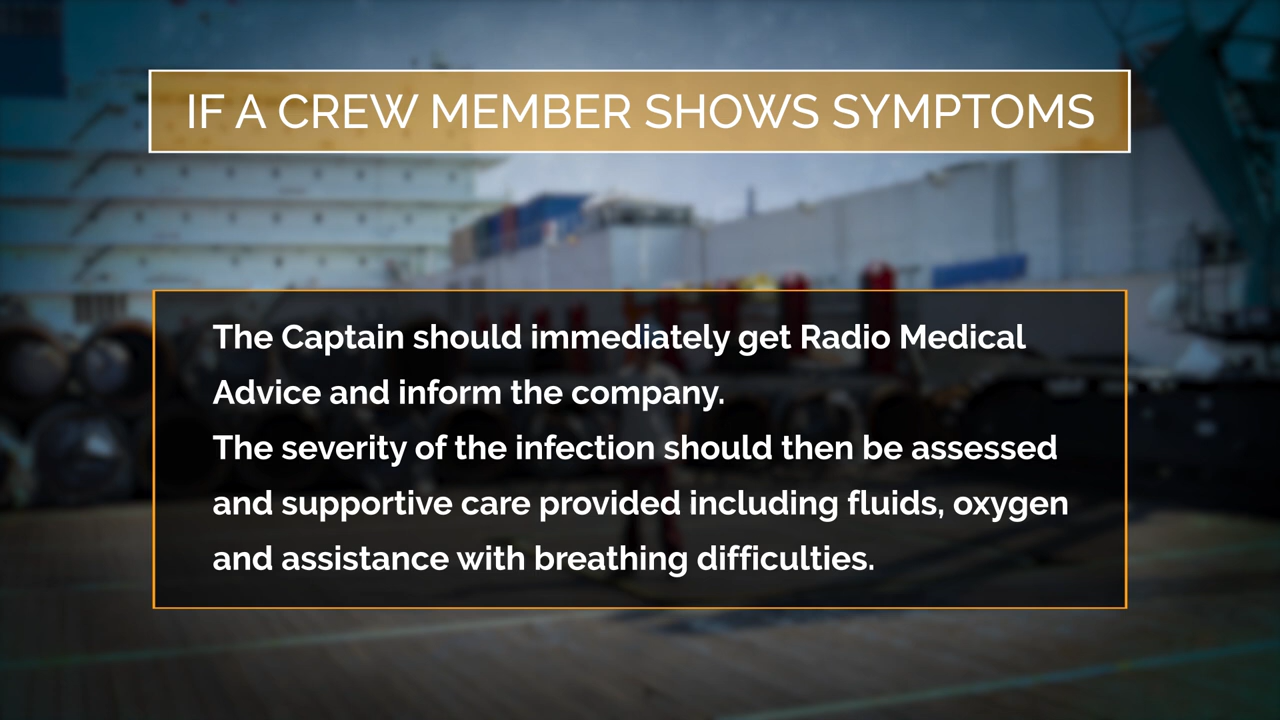 IF A CREW MEMBER SHOWS SYMPTOMS
The Captain should immediately get Radio Medical
Advice and inform the company.
The severity of the infection should then be assessed
and supportive care provided including fluids, oxygen
and assistance with breathing difficulties.